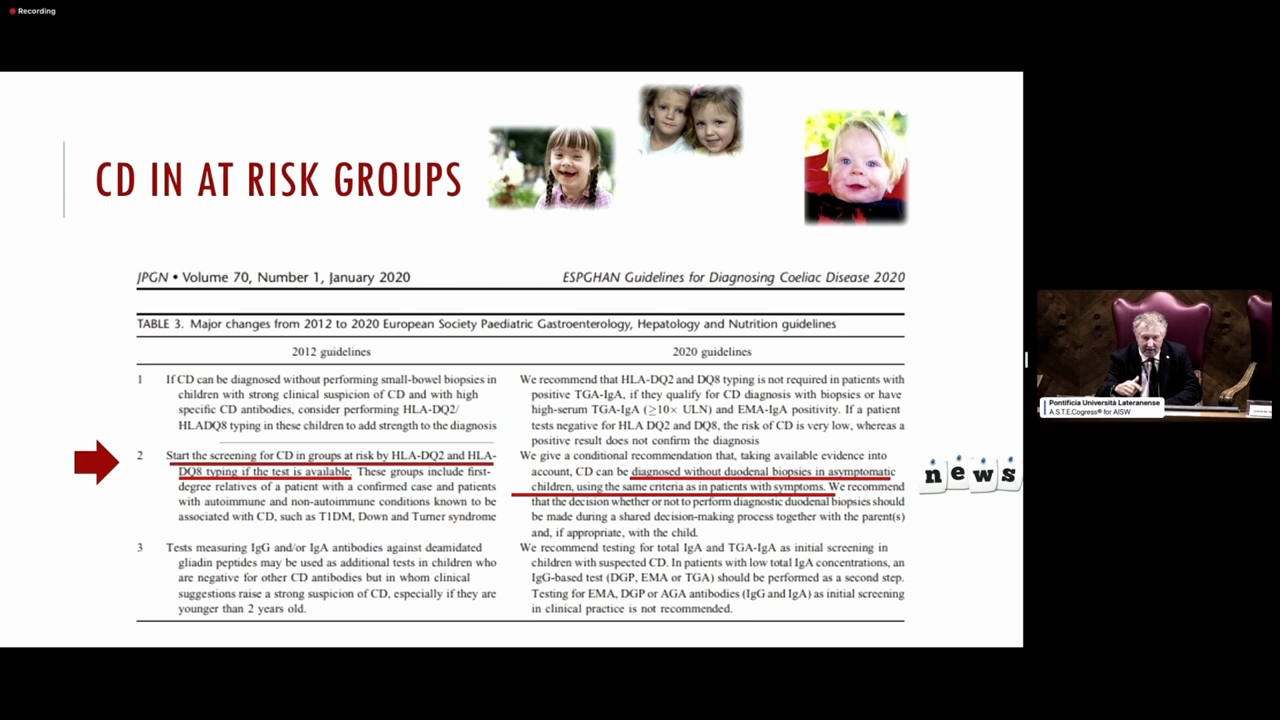 Recording
CD IN AT RISK GROUPS
JPGN • Volume 70, Number 1, January 2020
ESPGHAN Guidelines for Diagnosing Coeliac Disease 2020
TABLE 3. Major changes from 2012 to 2020 European Society Paediatric Gastroenterology, Hepatology and Nutrition guidelines
2012 guidelines
2020 guidelines
1 If CD can be diagnosed without performing small-bowel biopsies in
children with strong clinical suspicion of CD and with high
specific CD antibodies, consider performing HLA-DQ2/
HLADQ8 typing in these children to add strength to the diagnosis
We recommend that HLA-DQ2 and DQ8 typing is not required in patients with
positive TGA-IgA, if they qualify for CD diagnosis with biopsies or have
high-serum TGA-IgA (≥10× ULN) and EMA-IgA positivity. If a patient
tests negative for HLA DQ2 and DQ8, the risk of CD is very low, whereas a
positive result does not confirm the diagnosis
2 Start the screening for CD in groups at risk by HLA-DQ2 and HLA-
DQ8 typing if the test is available. These groups include first-
degree relatives of a patient with a confirmed case and patients
with autoimmune and non-autoimmune conditions known to be
associated with CD, such as T1DM, Down and Turner syndrome
We give a conditional recommendation that, taking available evidence into
account, CD can be diagnosed without duodenal biopsies in asymptomatic
children, using the same criteria as in patients with symptoms. We recommend
that the decision whether or not to perform diagnostic duodenal biopsies should
be made during a shared decision-making process together with the parent(s)
and, if appropriate, with the child.
3 Tests measuring IgG and/or IgA antibodies against deamidated
gliadin peptides may be used as additional tests in children who
are negative for other CD antibodies but in whom clinical
suggestions raise a strong suspicion of CD, especially if they are
younger than 2 years old.
We recommend testing for total IgA and TGA-IgA as initial screening in
children with suspected CD. In patients with low total IgA concentrations, an
IgG-based test (DGP, EMA or TGA) should be performed as a second step.
Testing for EMA, DGP or AGA antibodies (IgG and IgA) as initial screening
in clinical practice is not recommended.
news
Pontificia Università Lateranense
A.S.T.E.Cogress® for AISW